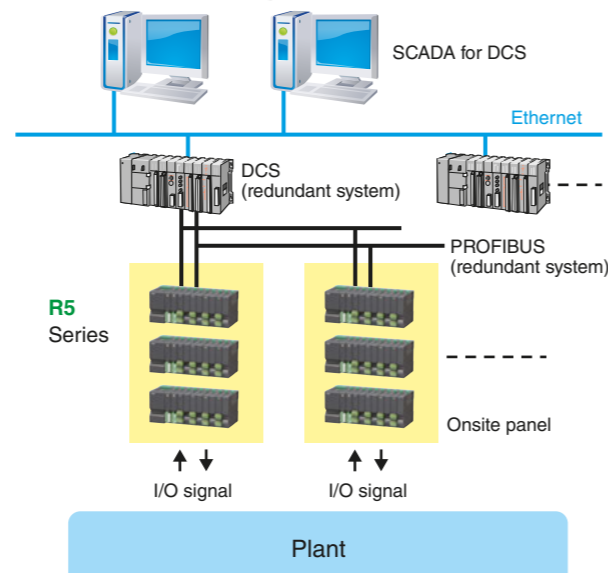 SCADA for DCS
Ethernet
DCS
(redundant system)
PROFIBUS
(redundant system)
R5
Series
Onsite panel
I/O signal
I/O signal
Plant